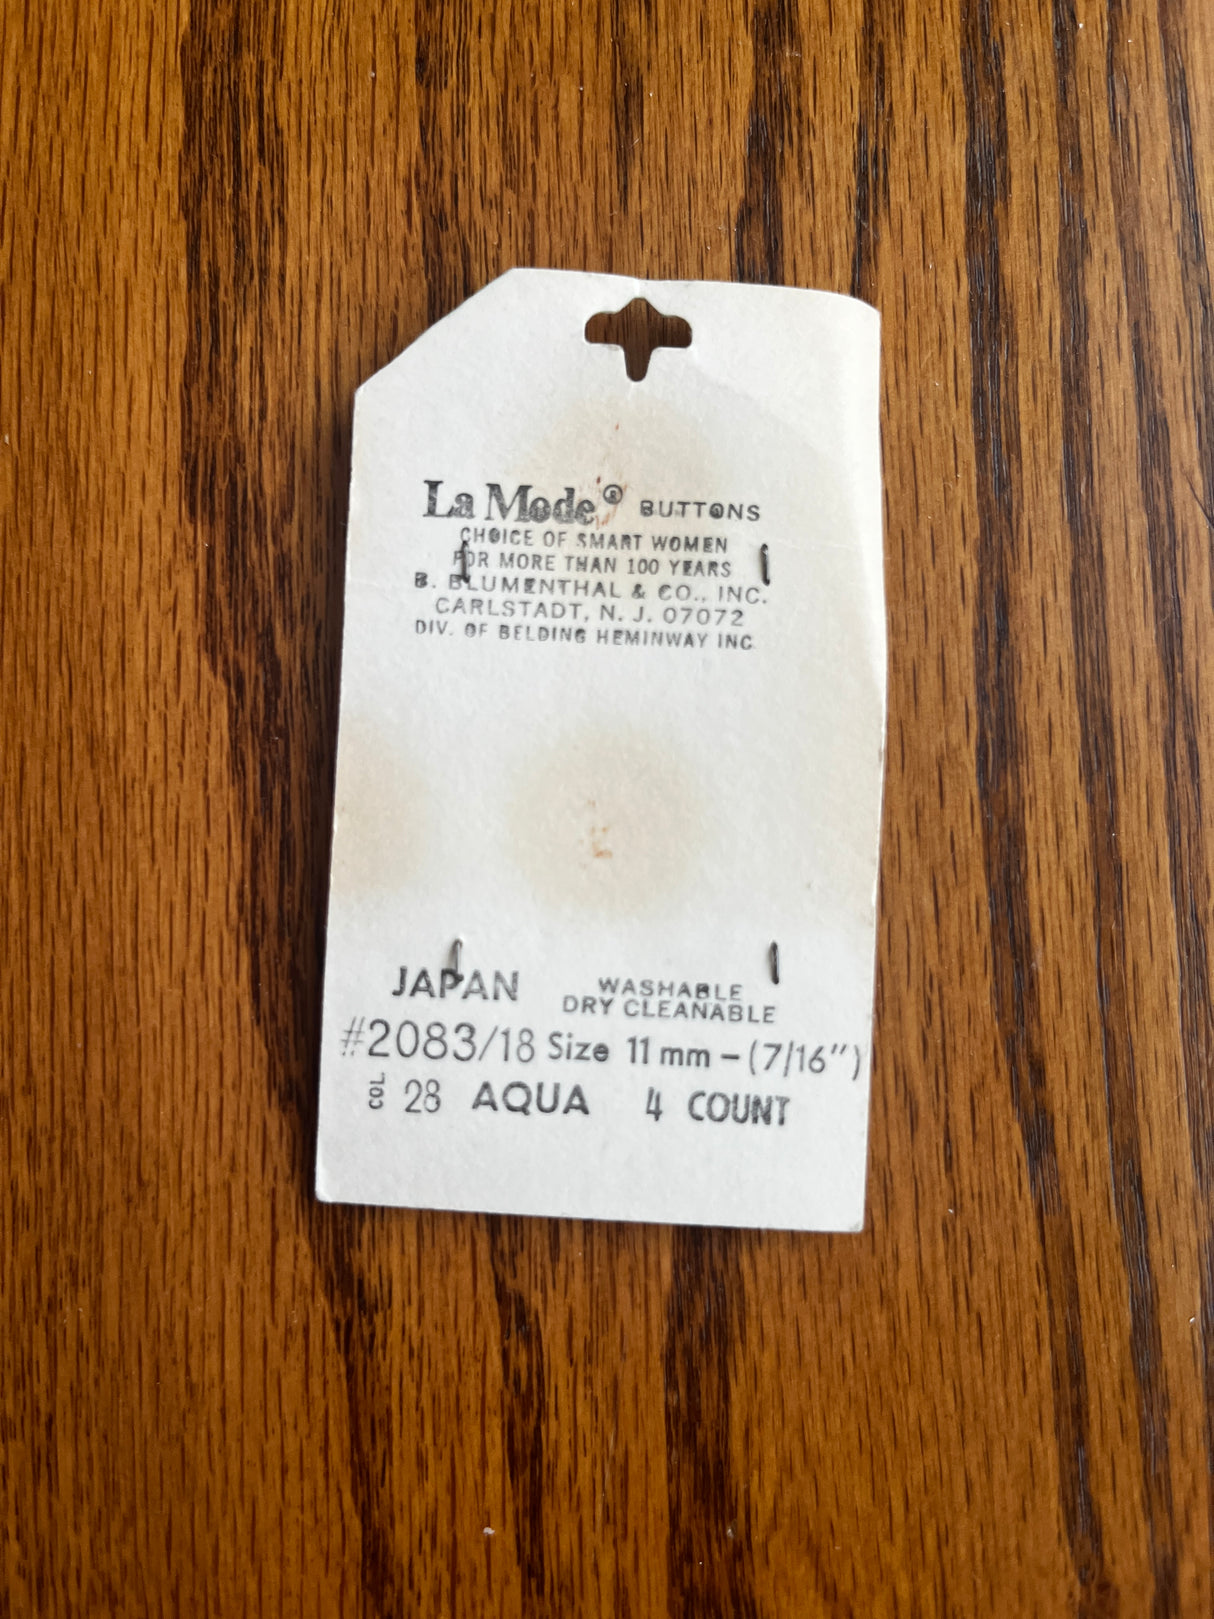 La Mode® BUTTONS
CHOICE OF SMART WOMEN
FOR MORE THAN 100 YEARS
B. BLUMENTHAL & CO., INC.
CARLSTADT, N. J. 07072
DIV. OF BELDING HEMINWAY INC
JAPAN
WASHABLE
DRY CLEANABLE
#2083/18 Size 11 mm – (7/16")
COL. 28 AQUA 4 COUNT